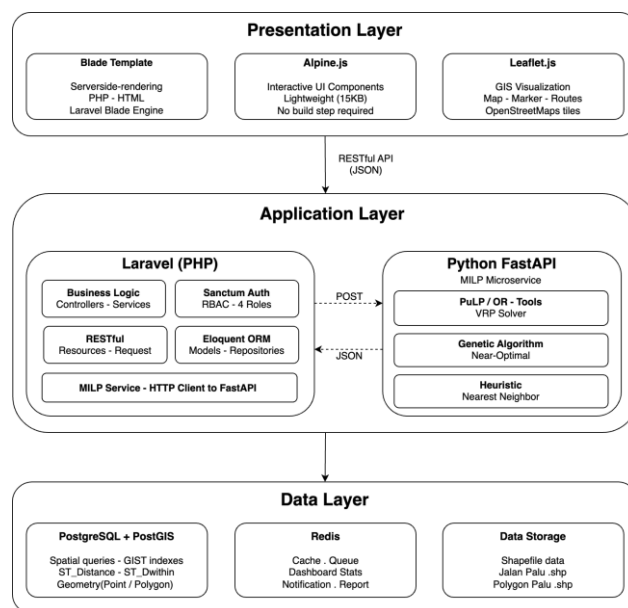 Presentation Layer
Blade Template
Serverside-rendering
PHP - HTML
Laravel Blade Engine
Alpine.js
Interactive UI Components
Lightweight (15KB)
No build step required
Leaflet.js
GIS Visualization
Map - Marker - Routes
OpenStreetMaps tiles
RESTful API
(JSON)
Application Layer
Laravel (PHP)
Business Logic
Controllers - Services
Sanctum Auth
RBAC - 4 Roles
RESTful
Resources - Request
Eloquent ORM
Models - Repositories
MILP Service - HTTP Client to FastAPI
POST
JSON
Python FastAPI
MILP Microservice
PuLP / OR - Tools
VRP Solver
Genetic Algorithm
Near-Optimal
Heuristic
Nearest Neighbor
Data Layer
PostgreSQL + PostGIS
Spatial queries - GIST indexes
ST_Distance - ST_Dwithin
Geometry(Point / Polygon)
Redis
Cache . Queue
Dashboard Stats
Notification . Report
Data Storage
Shapefile data
Jalan Palu .shp
Polygon Palu .shp